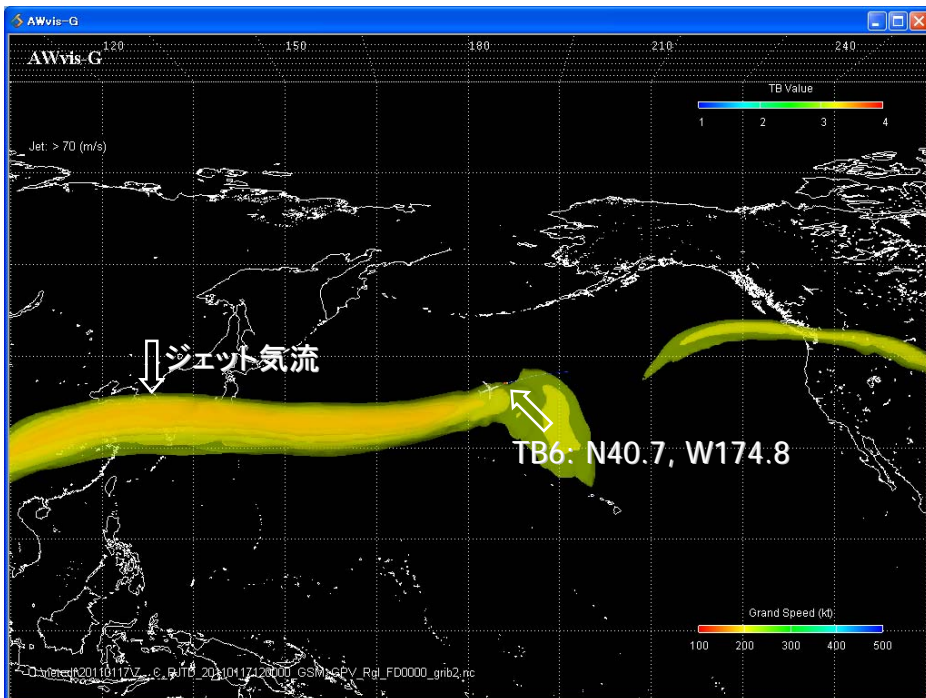 AWvis-G
120 150 180 210 240
AWvis-G
TB Value
1 2 3 4
Jet: > 70 (m/s)
ジェット気流
TB6: N40.7, W174.8
Grand Speed (kt)
100 200 300 400 500